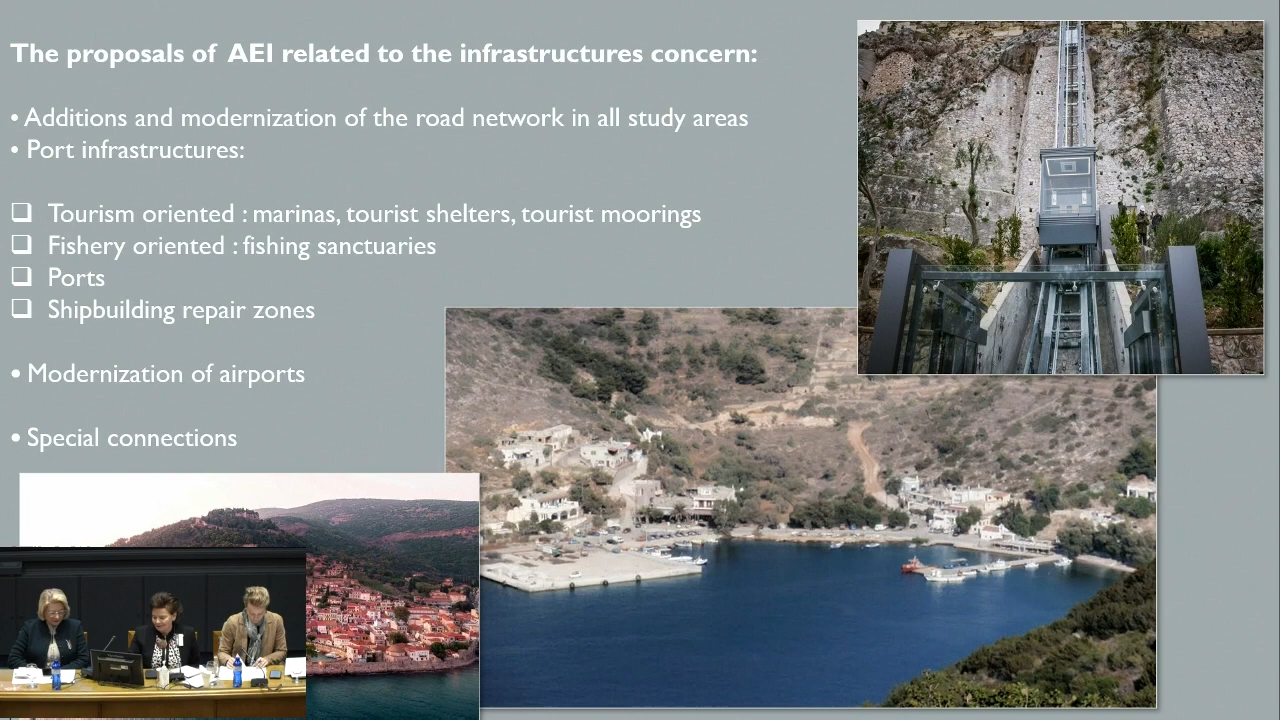 The proposals of AEI related to the infrastructures concern:
• Additions and modernization of the road network in all study areas
• Port infrastructures:
❑ Tourism oriented : marinas, tourist shelters, tourist moorings
❑ Fishery oriented : fishing sanctuaries
❑ Ports
❑ Shipbuilding repair zones
• Modernization of airports
• Special connections